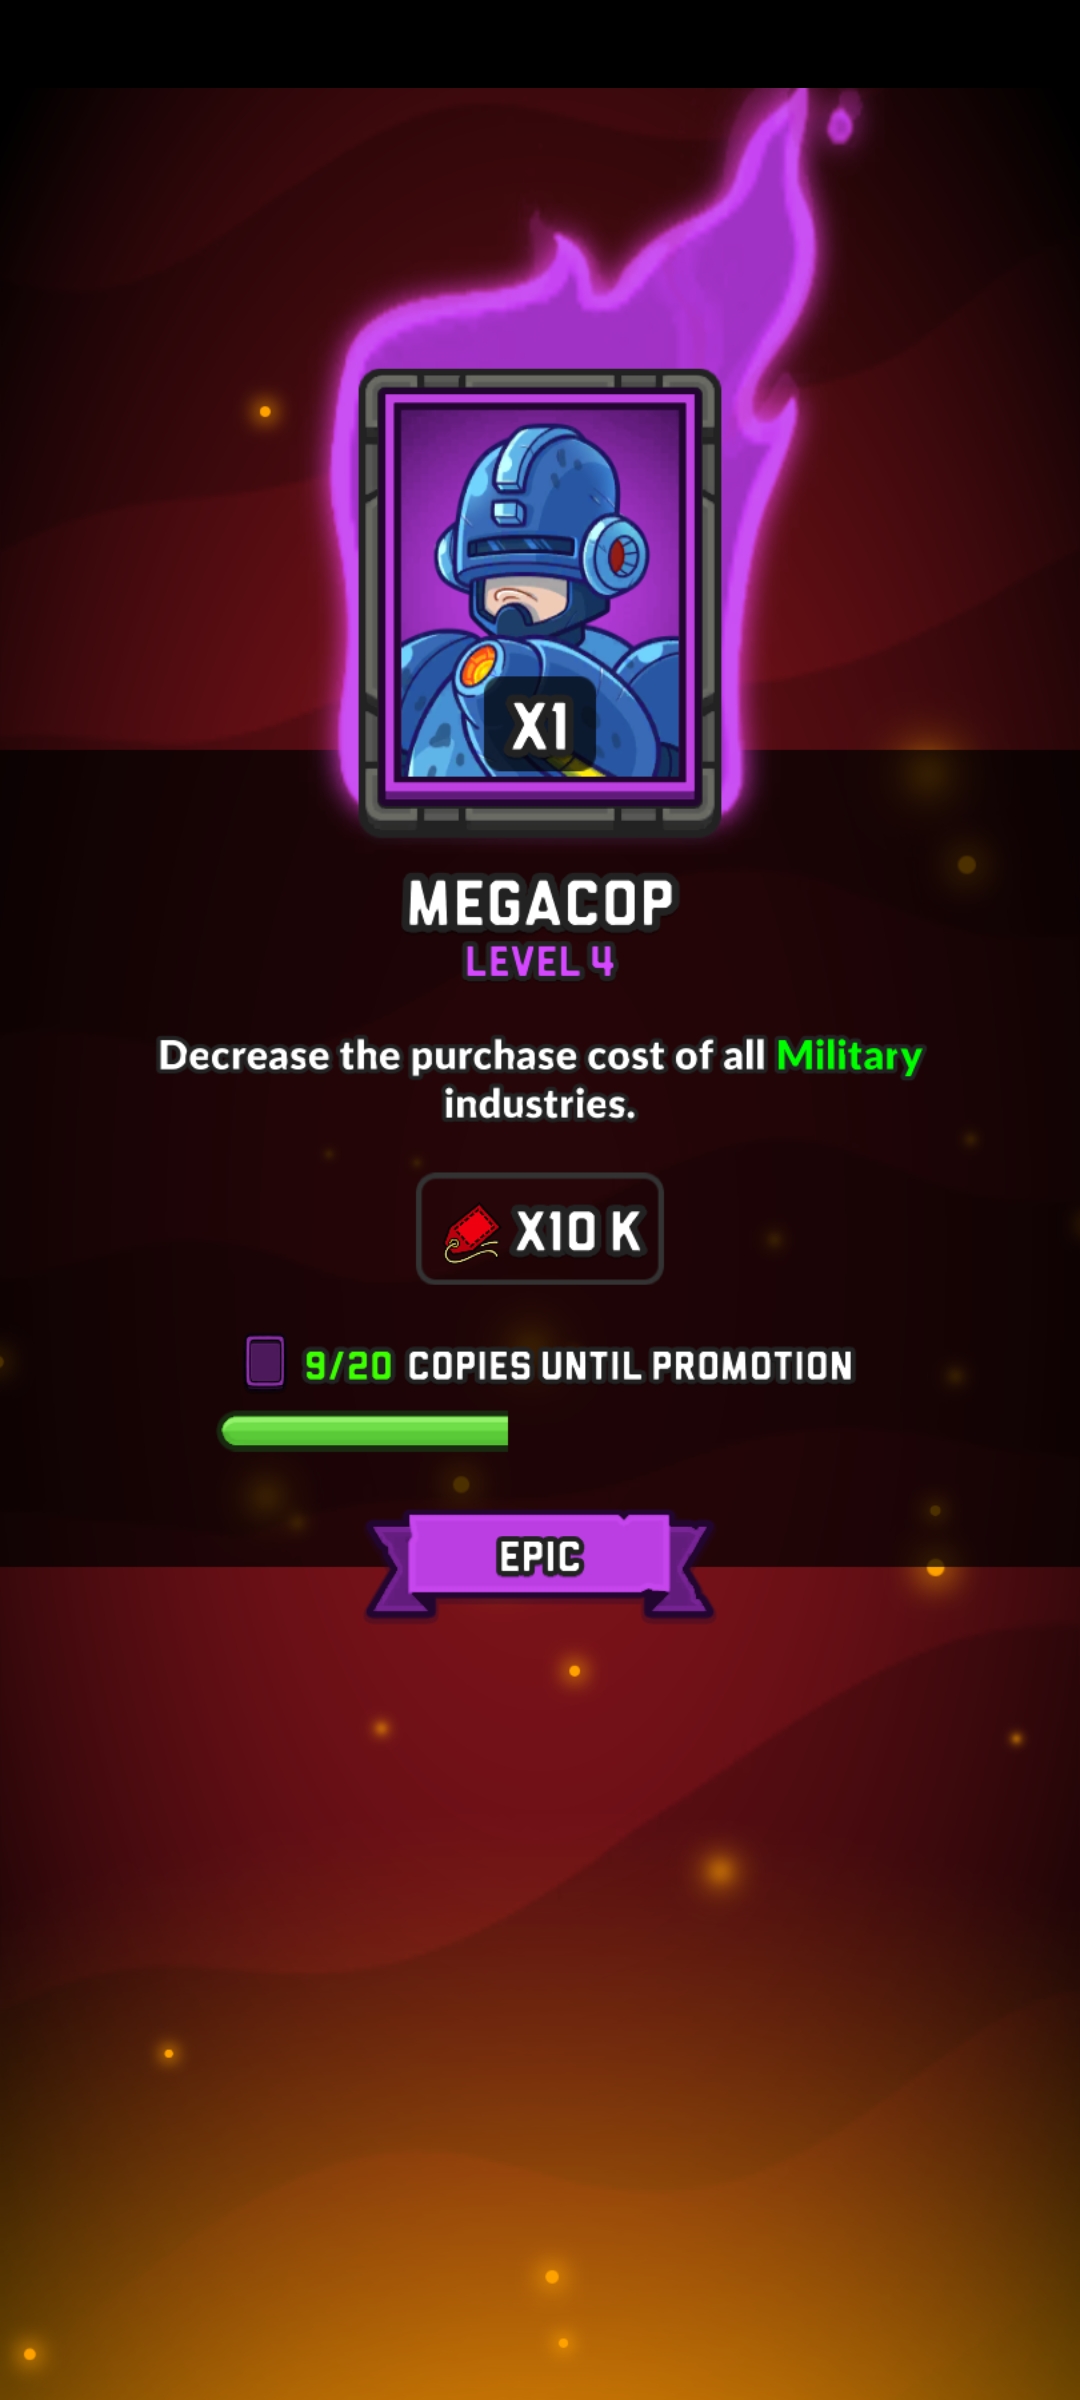 X1
MEGACOP
LEVEL 4
Decrease the purchase cost of all Military
industries.
X10 K
9/20 COPIES UNTIL PROMOTION
EPIC